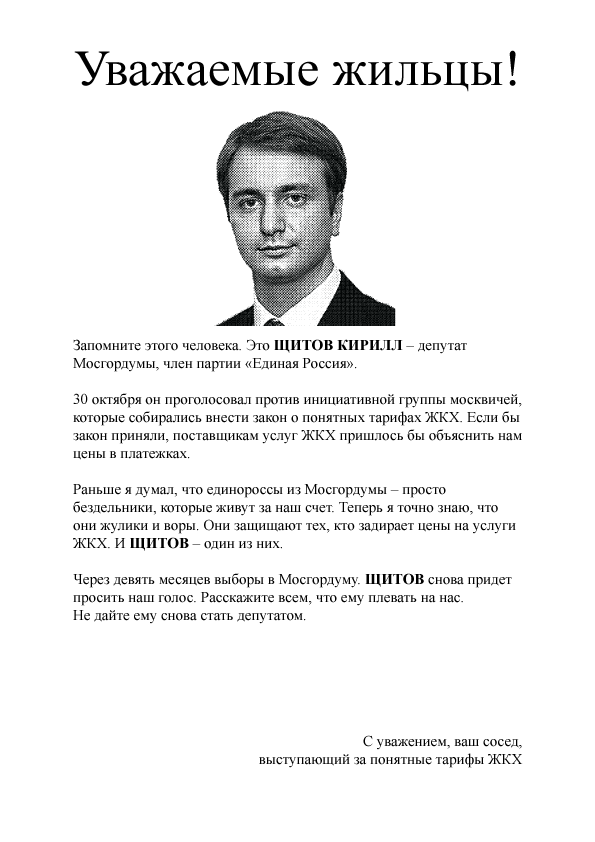 Уважаемые жильцы!
Запомните этого человека. Это ЩИТОВ КИРИЛЛ – депутат
Мосгордумы, член партии «Единая Россия».
30 октября он проголосовал против инициативной группы москвичей,
которые собирались внести закон о понятных тарифах ЖКХ. Если бы
закон приняли, поставщикам услуг ЖКХ пришлось бы объяснить нам
цены в платежках.
Раньше я думал, что единороссы из Мосгордумы – просто
бездельники, которые живут за наш счет. Теперь я точно знаю, что
они жулики и воры. Они защищают тех, кто задирает цены на услуги
ЖКХ. И ЩИТОВ – один из них.
Через девять месяцев выборы в Мосгордуму. ЩИТОВ снова придет
просить наш голос. Расскажите всем, что ему плевать на нас.
Не дайте ему снова стать депутатом.
С уважением, ваш сосед,
выступающий за понятные тарифы ЖКХ